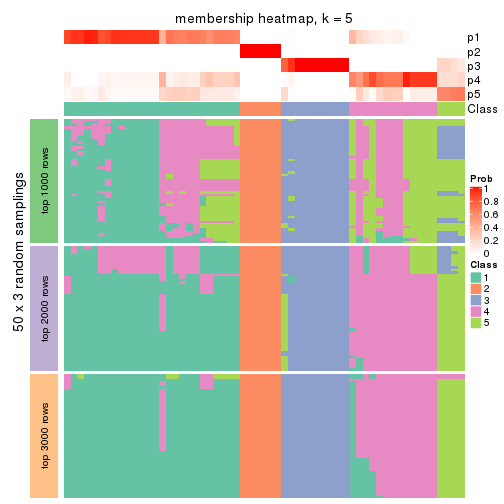 membership heatmap, k = 5
p1
p2
p3
p4
p5
Class
50 x 3 random samplings
top 1000 rows
top 2000 rows
top 3000 rows
Prob
1
0.8
0.6
0.4
0.2
0
Class
1
2
3
4
5